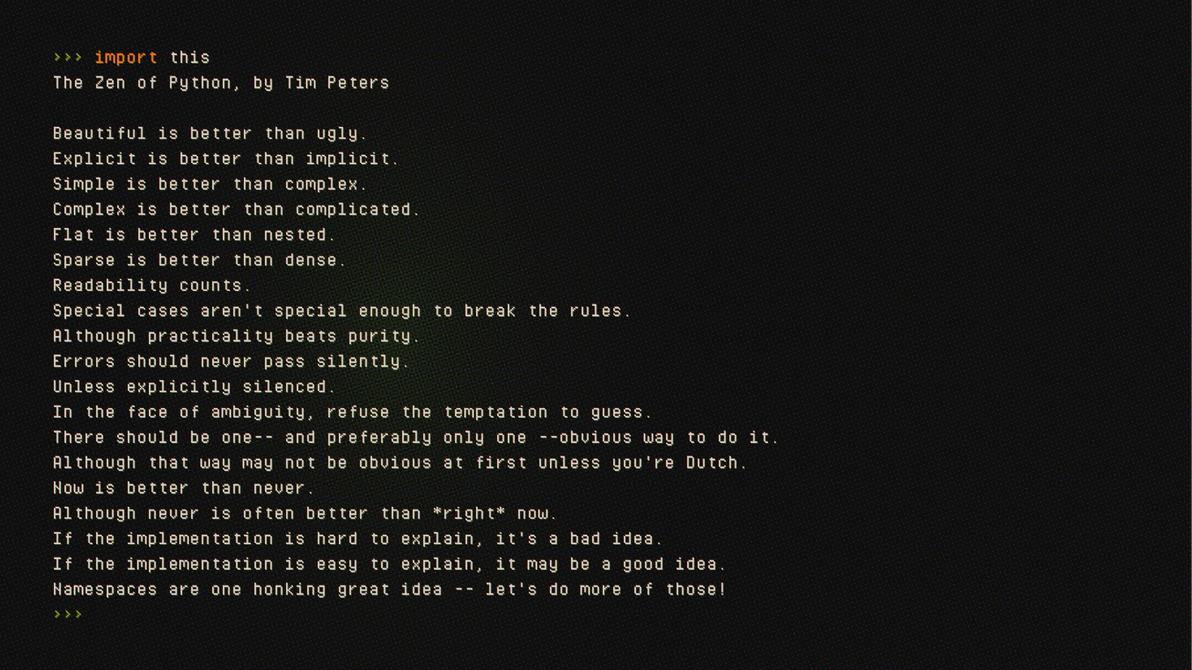 >>> import this
The Zen of Python, by Tim Peters
Beautiful is better than ugly.
Explicit is better than implicit.
Simple is better than complex.
Complex is better than complicated.
Flat is better than nested.
Sparse is better than dense.
Readability counts.
Special cases aren't special enough to break the rules.
Although practicality beats purity.
Errors should never pass silently.
Unless explicitly silenced.
In the face of ambiguity, refuse the temptation to guess.
There should be one-- and preferably only one --obvious way to do it.
Although that way may not be obvious at first unless you're Dutch.
Now is better than never.
Although never is often better than *right* now.
If the implementation is hard to explain, it's a bad idea.
If the implementation is easy to explain, it may be a good idea.
Namespaces are one honking great idea -- let's do more of those!
>>>